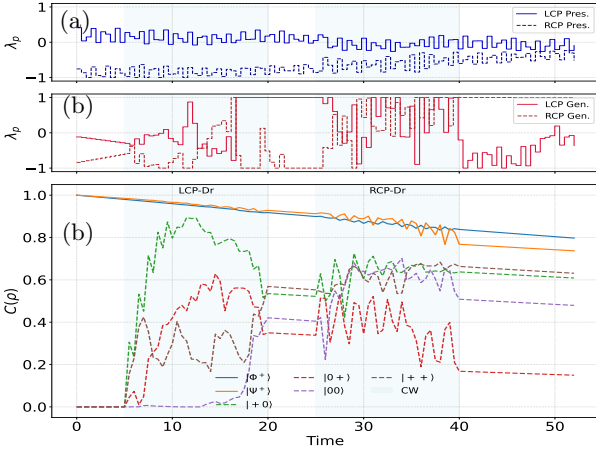 (a)
1
0
−1
λp
LCP Pres.
RCP Pres.
(b)
1
0
−1
λp
LCP Gen.
RCP Gen.
(b)
LCP-Dr
RCP-Dr
1.0
0.8
0.6
0.4
0.2
0.0
C(ρ)
|Φ⁺⟩
|Ψ⁺⟩
|+0⟩
|0+⟩
|00⟩
|++⟩
CW
0 10 20 30 40 50
Time